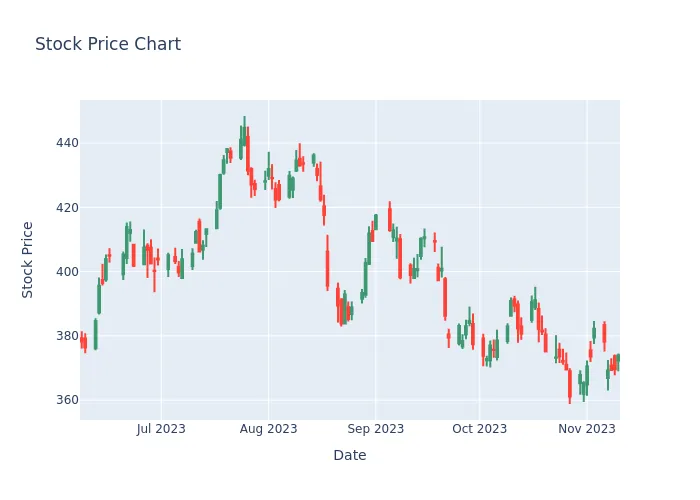 Stock Price Chart
Stock Price
440
420
400
380
360
Jul 2023
Aug 2023
Sep 2023
Oct 2023
Nov 2023
Date